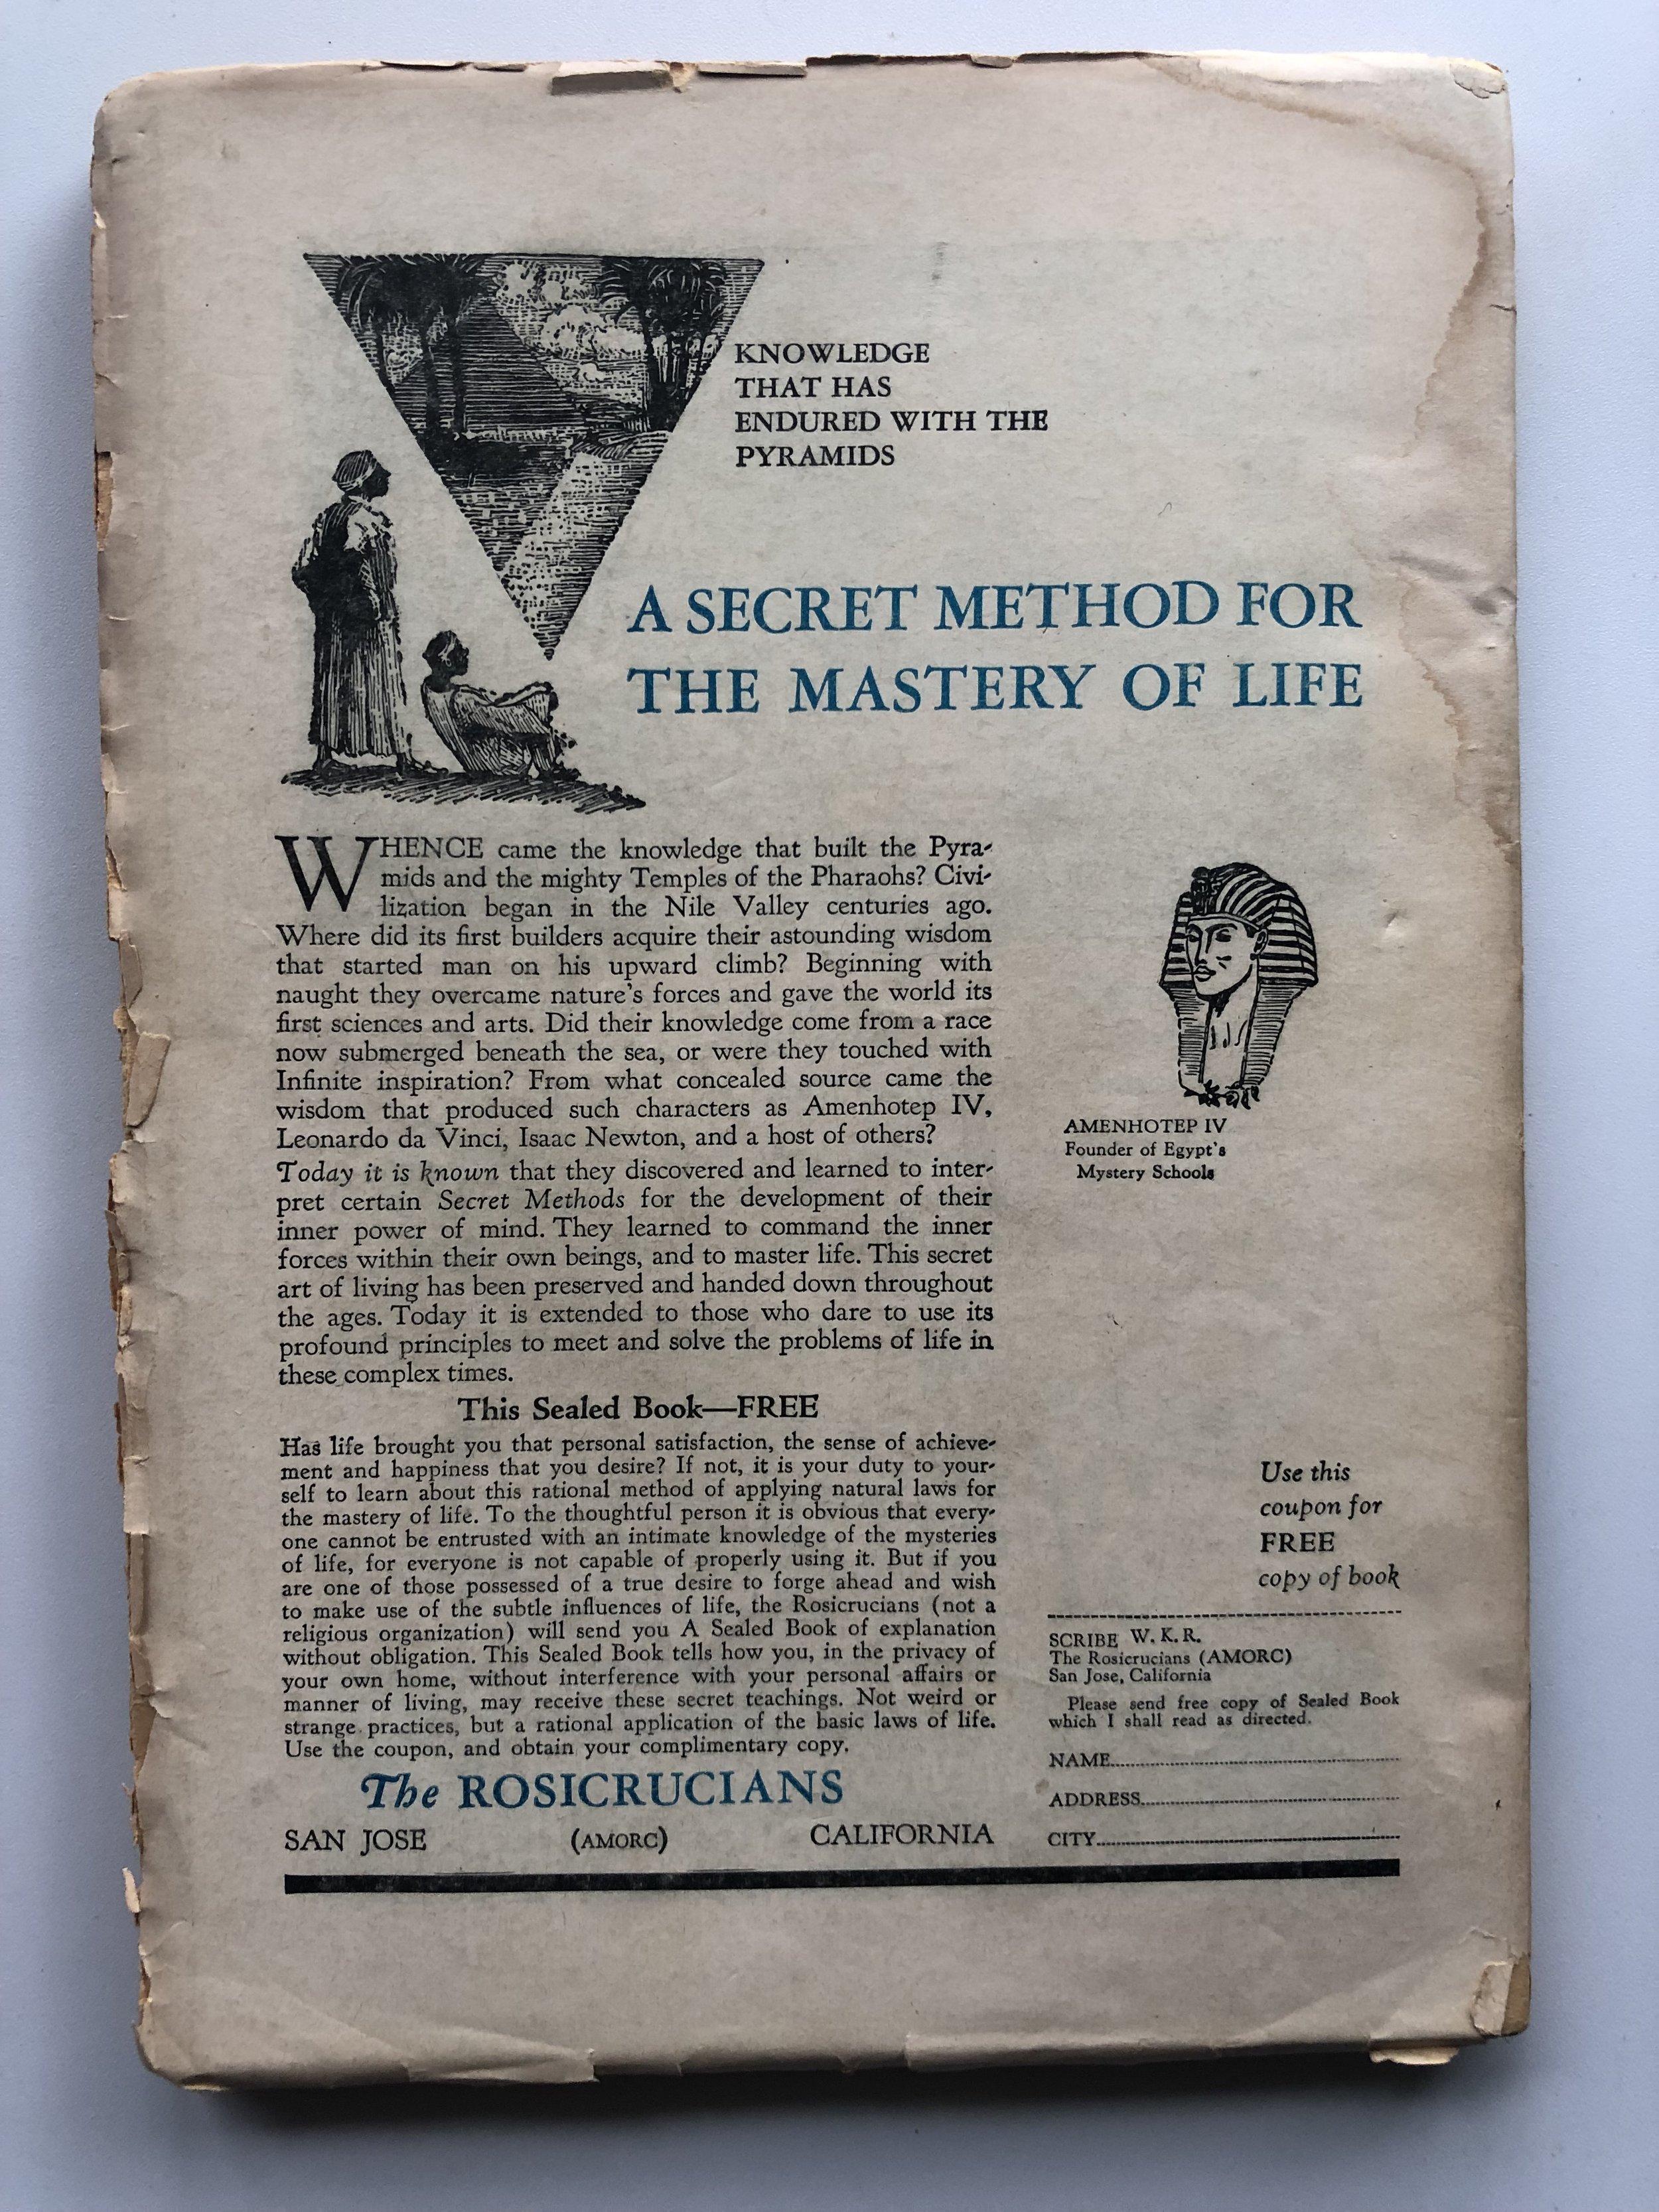 KNOWLEDGE
THAT HAS
ENDURED WITH THE
PYRAMIDS
A SECRET METHOD FOR
THE MASTERY OF LIFE
WHENCE came the knowledge that built the Pyra-
mids and the mighty Temples of the Pharaohs? Civi-
lization began in the Nile Valley centuries ago.
Where did its first builders acquire their astounding wisdom
that started man on his upward climb? Beginning with
naught they overcame nature's forces and gave the world its
first sciences and arts. Did their knowledge come from a race
now submerged beneath the sea, or were they touched with
Infinite inspiration? From what concealed source came the
wisdom that produced such characters as Amenhotep IV,
Leonardo da Vinci, Isaac Newton, and a host of others?
Today it is known that they discovered and learned to inter-
pret certain Secret Methods for the development of their
inner power of mind. They learned to command the inner
forces within their own beings, and to master life. This secret
art of living has been preserved and handed down throughout
the ages. Today it is extended to those who dare to use its
profound principles to meet and solve the problems of life in
these complex times.
This Sealed Book—FREE
Has life brought you that personal satisfaction, the sense of achieve-
ment and happiness that you desire? If not, it is your duty to your-
self to learn about this rational method of applying natural laws for
the mastery of life. To the thoughtful person it is obvious that every-
one cannot be entrusted with an intimate knowledge of the mysteries
of life, for everyone is not capable of properly using it. But if you
are one of those possessed of a true desire to forge ahead and wish
to make use of the subtle influences of life, the Rosicrucians (not a
religious organization) will send you A Sealed Book of explanation
without obligation. This Sealed Book tells how you, in the privacy of
your own home, without interference with your personal affairs or
manner of living, may receive these secret teachings. Not weird or
strange practices, but a rational application of the basic laws of life.
Use the coupon, and obtain your complimentary copy.
The ROSICRUCIANS
SAN JOSE (AMORC) CALIFORNIA
AMENHOTEP IV
Founder of Egypt's
Mystery Schools
Use this
coupon for
FREE
copy of book
SCRIBE W. K. R.
The Rosicrucians (AMORC)
San Jose, California
Please send free copy of Sealed Book
which I shall read as directed.
NAME
ADDRESS
CITY